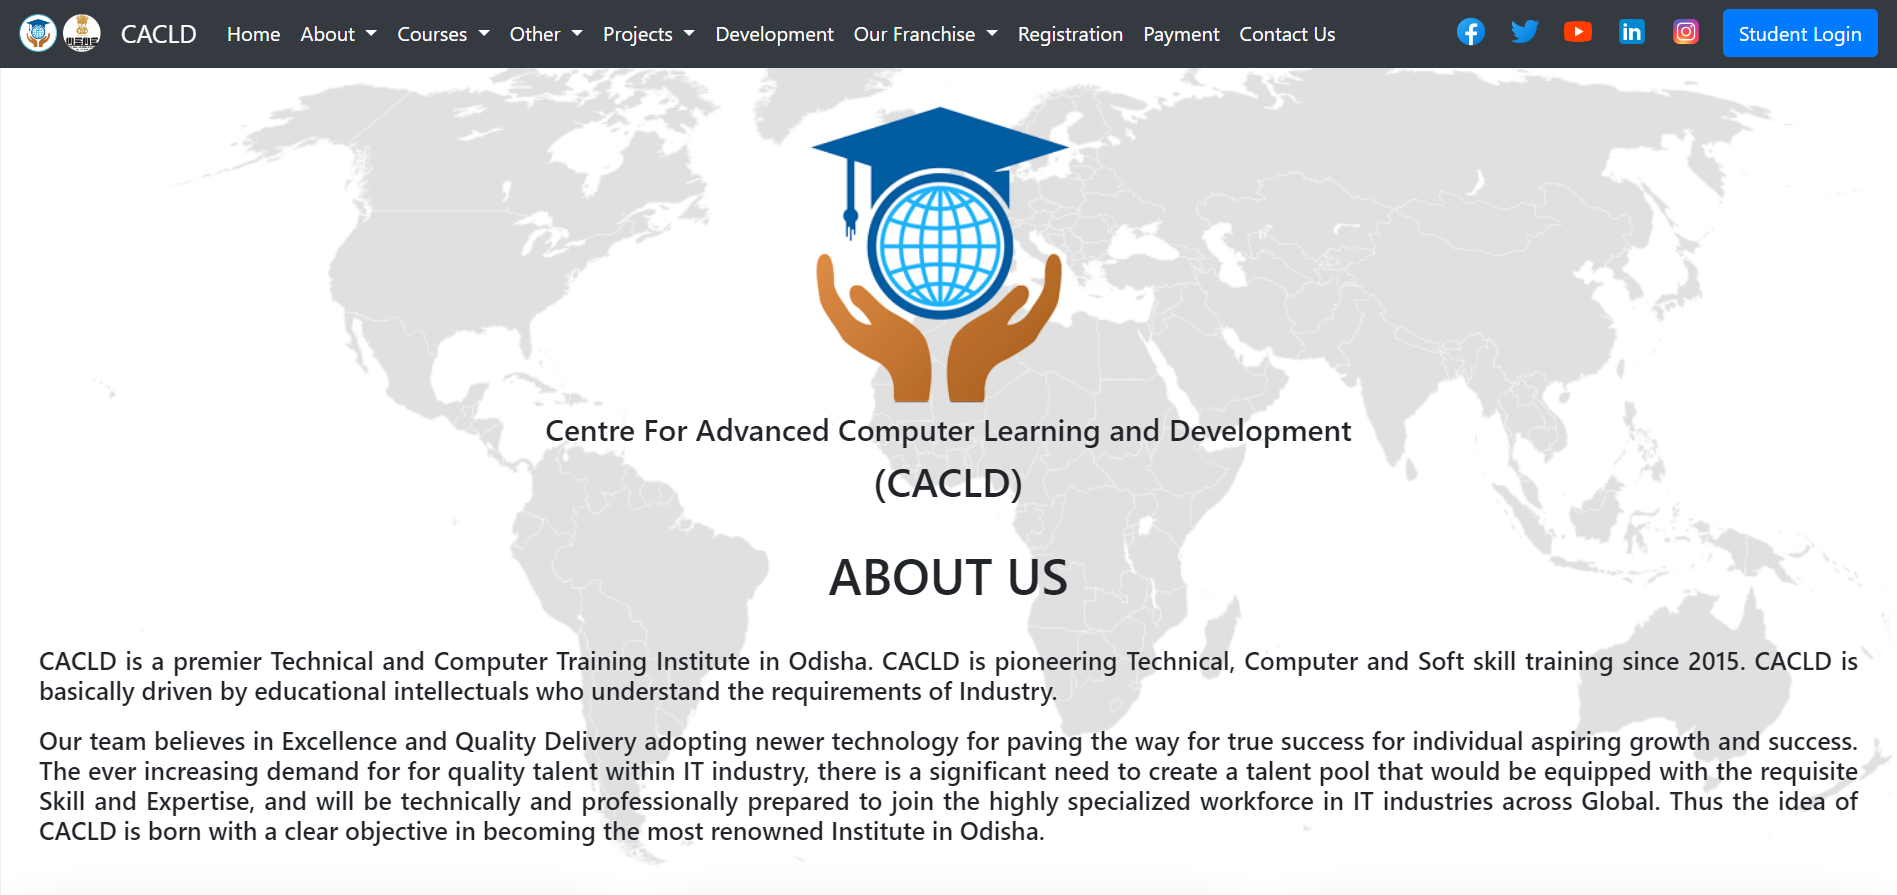 CACLD Home About Courses Other Projects Development Our Franchise Registration Payment Contact Us Student Login
Centre For Advanced Computer Learning and Development
(CACLD)
ABOUT US
CACLD is a premier Technical and Computer Training Institute in Odisha. CACLD is pioneering Technical, Computer and Soft skill training since 2015. CACLD is
basically driven by educational intellectuals who understand the requirements of Industry.
Our team believes in Excellence and Quality Delivery adopting newer technology for paving the way for true success for individual aspiring growth and success.
The ever increasing demand for for quality talent within IT industry, there is a significant need to create a talent pool that would be equipped with the requisite
Skill and Expertise, and will be technically and professionally prepared to join the highly specialized workforce in IT industries across Global. Thus the idea of
CACLD is born with a clear objective in becoming the most renowned Institute in Odisha.